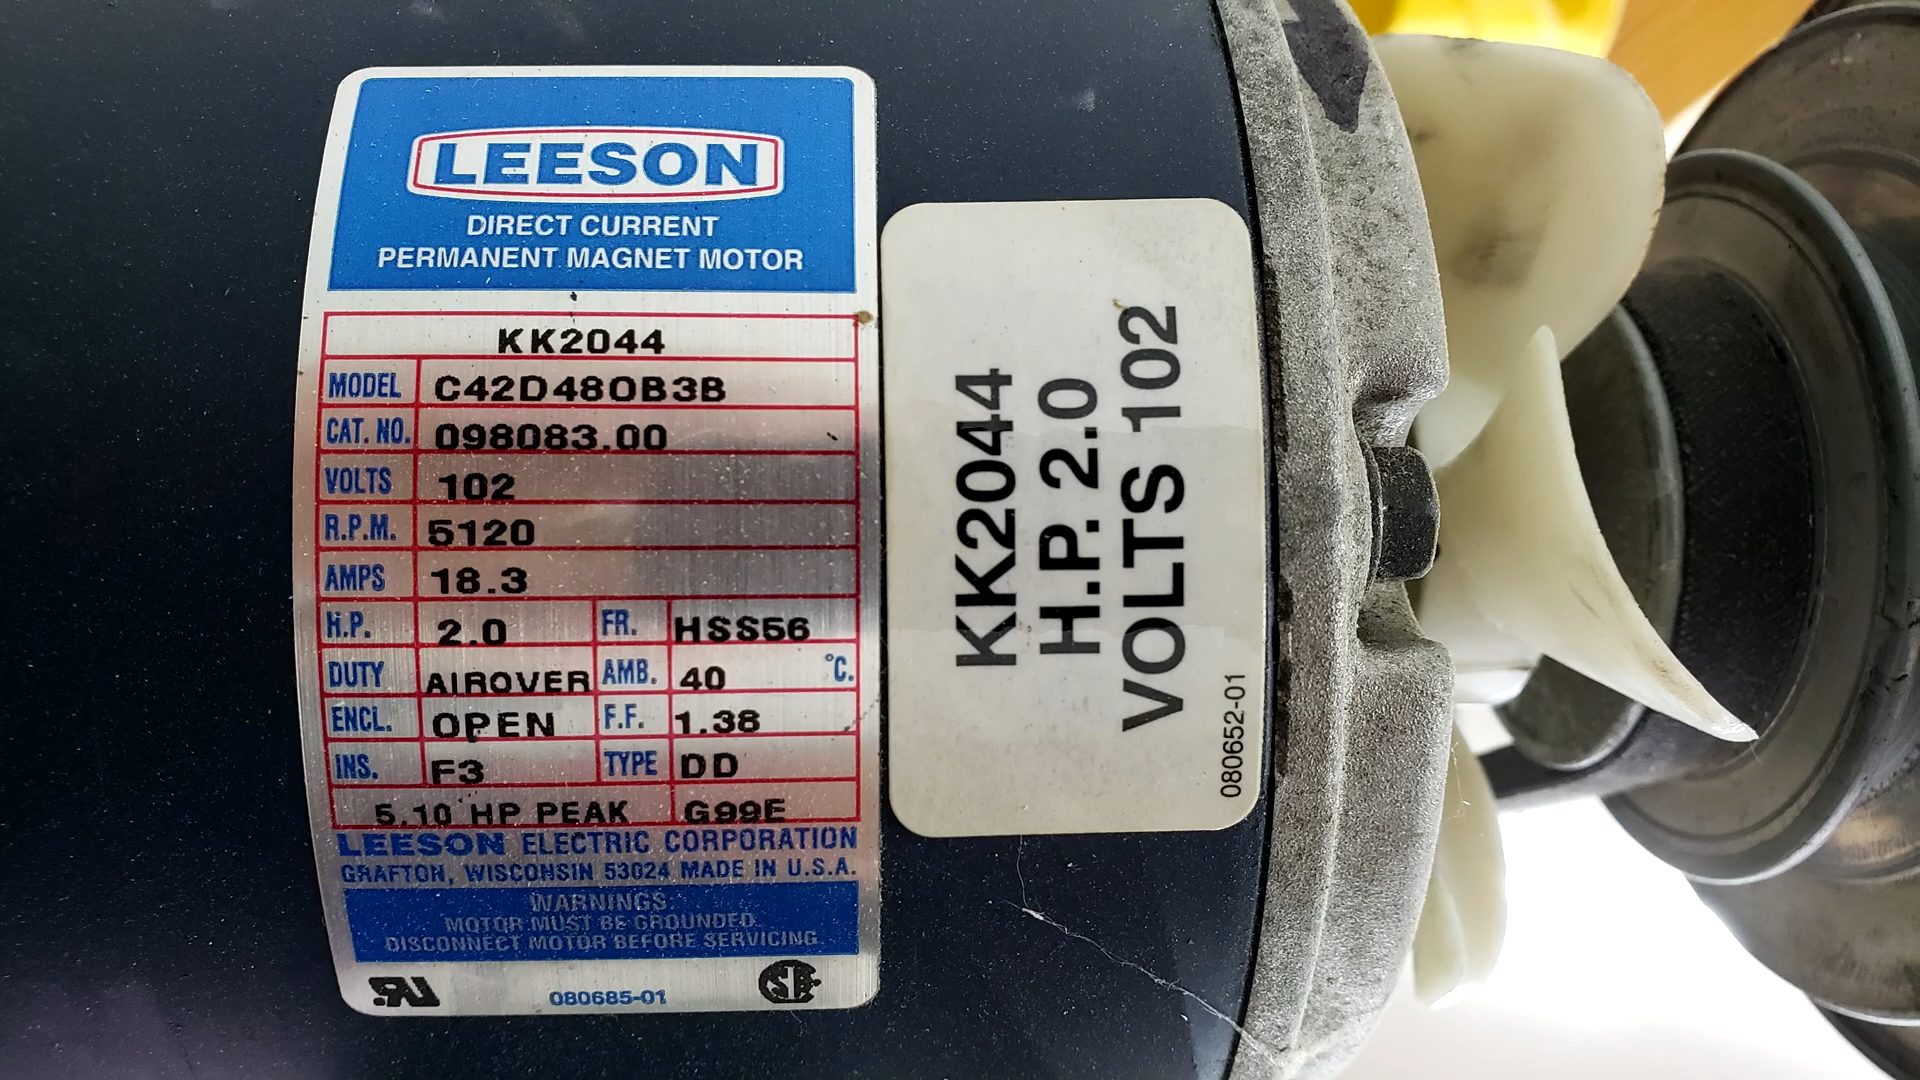 LEESON
DIRECT CURRENT
PERMANENT MAGNET MOTOR
KK2044
MODEL C42D480B3B
CAT. NO. 098083.00
VOLTS 102
R.P.M. 5120
AMPS 18.3
H.P. 2.0 FR. HSS56
DUTY AIROVER AMB. 40 °C.
ENCL. OPEN F.F. 1.38
INS. F3 TYPE DD
5.10 HP PEAK G99E
LEESON ELECTRIC CORPORATION
GRAFTON, WISCONSIN 53024 MADE IN U.S.A.
WARNINGS:
MOTOR MUST BE GROUNDED.
DISCONNECT MOTOR BEFORE SERVICING.
080685-01
KK2044
H.P. 2.0
VOLTS 102
080652-01